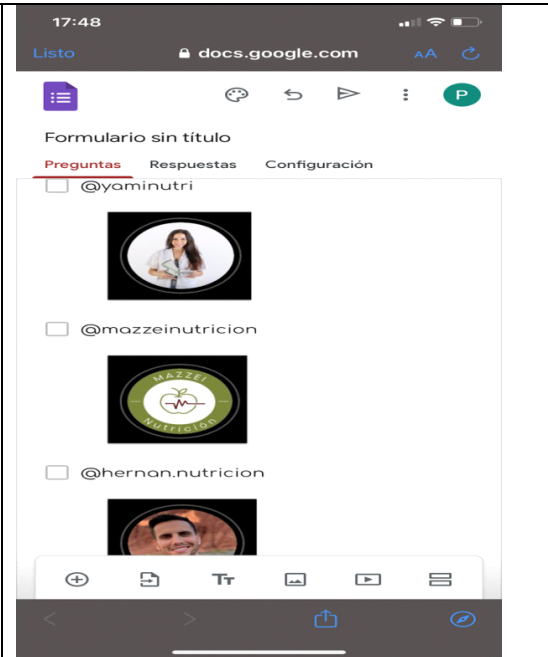 17:48
Listo
docs.google.com
AA
P
Formulario sin título
Preguntas Respuestas Configuración
@yaminutri
@mazzeinutricion
MAZZEI
Nutrición
@hernan.nutricion
Tт